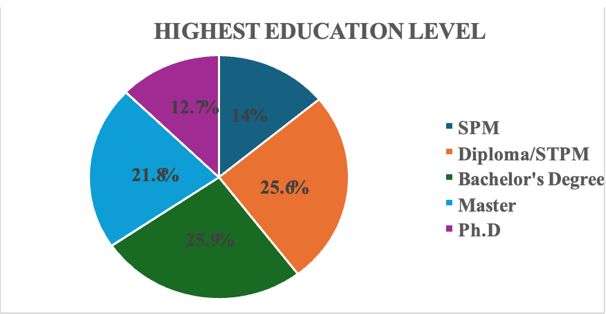 HIGHEST EDUCATION LEVEL
12.7%
14%
21.8%
25.6%
25.9%
SPM
Diploma/STPM
Bachelor's Degree
Master
Ph.D